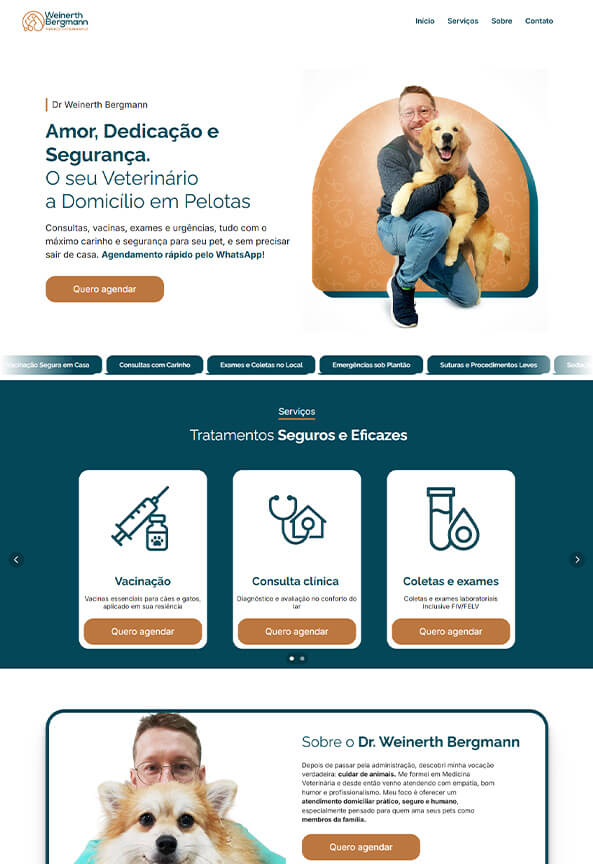 Weinerth
Bergmann
Início Serviços Sobre Contato
Dr Weinerth Bergmann
Amor, Dedicação e
Segurança.
O seu Veterinário
a Domicílio em Pelotas
Consultas, vacinas, exames e urgências, tudo com o
máximo carinho e segurança para seu pet, e sem precisar
sair de casa. Agendamento rápido pelo WhatsApp!
Quero agendar
Vacinação Segura em Casa Consultas com Carinho Exames e Coletas no Local Emergências sob Plantão Suturas e Procedimentos Leves
Serviços
Tratamentos Seguros e Eficazes
Vacinação
Vacinas essenciais para cães e gatos,
aplicado em sua resiência
Quero agendar
Consulta clínica
Diagnóstico e avaliação no conforto do
lar
Quero agendar
Coletas e exames
Coletas e exames laboratoriais
Inclusive FIV/FELV
Quero agendar
Sobre o Dr. Weinerth Bergmann
Depois de passar pela administração, descobri minha vocação
verdadeira: cuidar de animais. Me formei em Medicina
Veterinária e desde então venho atendendo com empatia, bom
humor e profissionalismo. Meu foco é oferecer um
atendimento domiciliar prático, seguro e humano,
especialmente pensado para quem ama seus pets como
membros da família.
Quero agendar